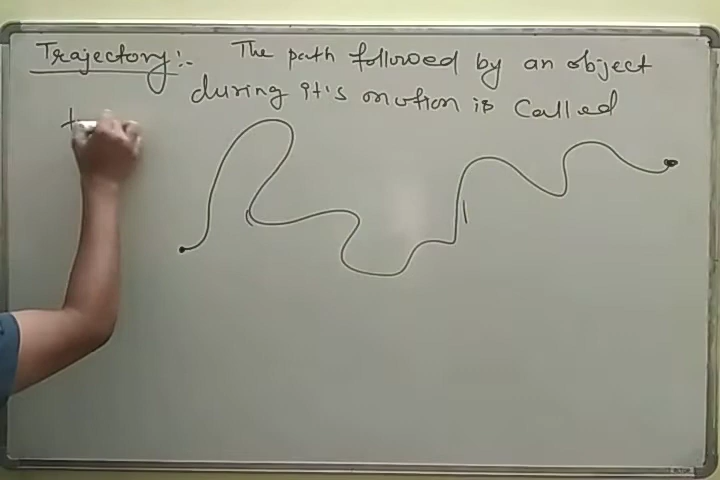 Trajectory:- The path followed by an object
during it's motion is called
t